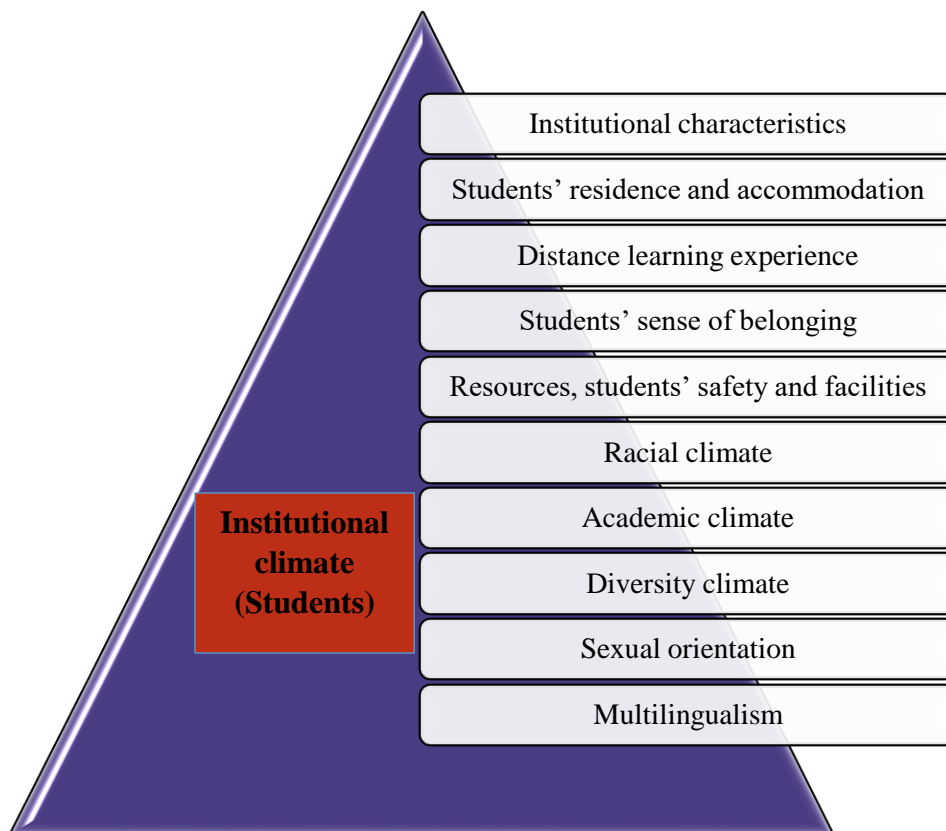 Institutional characteristics
Students’ residence and accommodation
Distance learning experience
Students’ sense of belonging
Resources, students’ safety and facilities
Racial climate
Academic climate
Diversity climate
Sexual orientation
Multilingualism
Institutional
climate
(Students)